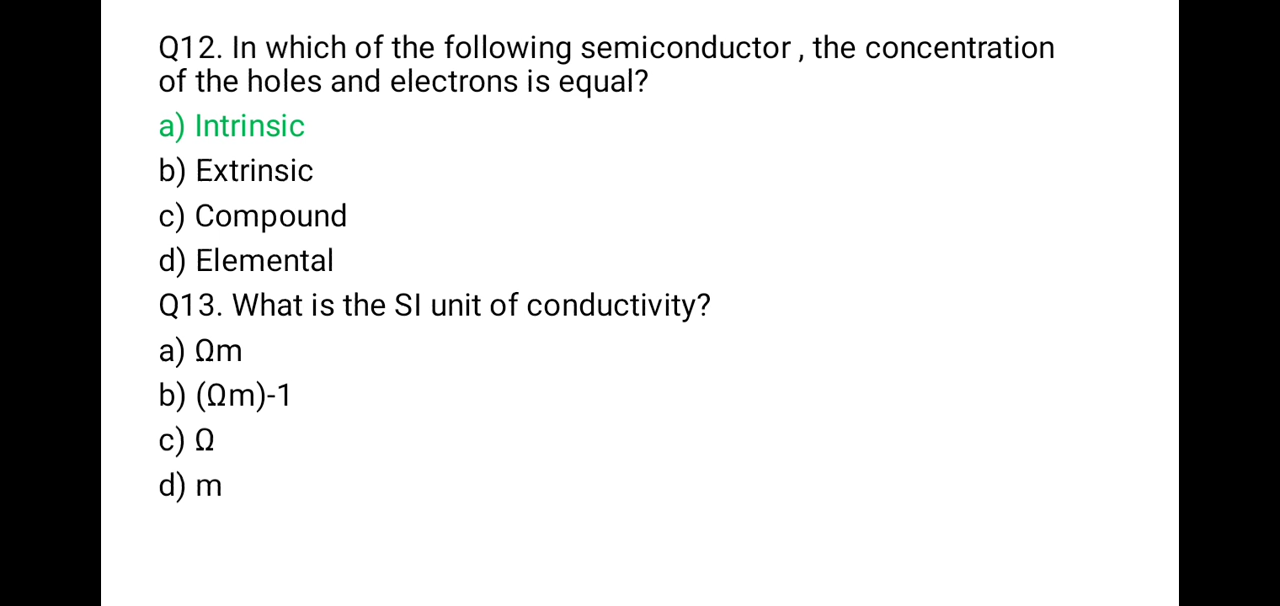 Q12. In which of the following semiconductor , the concentration
of the holes and electrons is equal?
a) Intrinsic
b) Extrinsic
c) Compound
d) Elemental
Q13. What is the SI unit of conductivity?
a) Ωm
b) (Ωm)-1
c) Ω
d) m